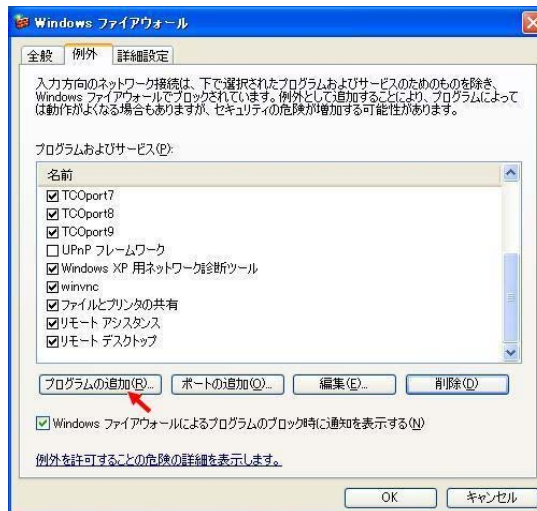 Windows ファイアウォール
全般 例外 詳細設定
入力方向のネットワーク接続は、下で選択されたプログラムおよびサービスのためのものを除き、
Windows ファイアウォールでブロックされています。例外として追加することにより、プログラムによって
は動作がよくなる場合もありますが、セキュリティの危険が増加する可能性があります。
プログラムおよびサービス(P):
名前
TCOport7
TCOport8
TCOport9
UPnP フレームワーク
Windows XP 用ネットワーク診断ツール
winvnc
ファイルとプリンタの共有
リモート アシスタンス
リモート デスクトップ
プログラムの追加(R)... ポートの追加(O)... 編集(E)... 削除(D)
Windows ファイアウォールによるプログラムのブロック時に通知を表示する(N)
例外を許可することの危険の詳細を表示します。
OK キャンセル